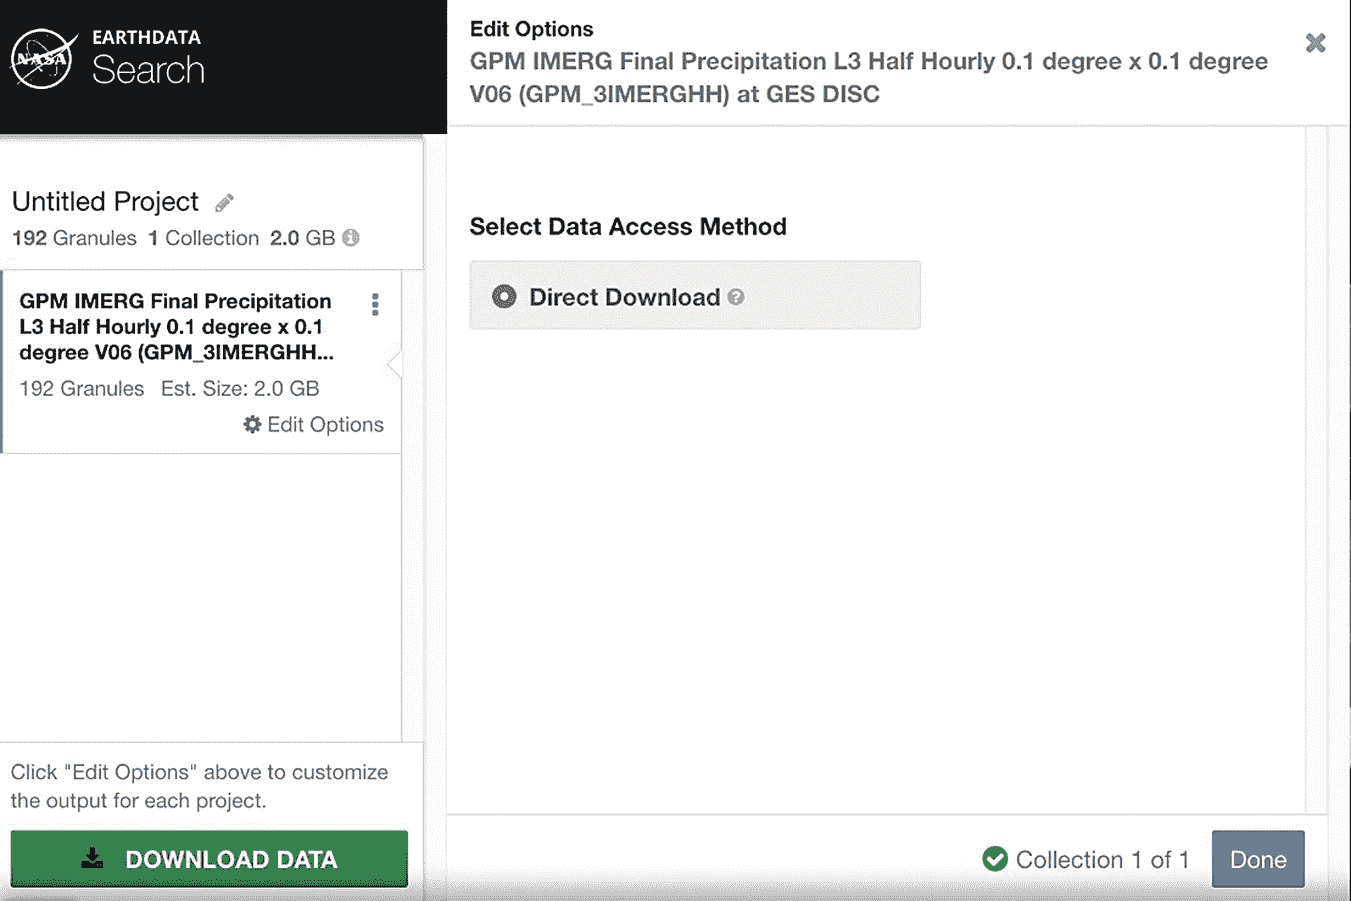 NASA
EARTHDATA
Search
Untitled Project
192 Granules 1 Collection 2.0 GB
GPM IMERG Final Precipitation
L3 Half Hourly 0.1 degree x 0.1
degree V06 (GPM_3IMERGHH...
192 Granules Est. Size: 2.0 GB
Edit Options
Click "Edit Options" above to customize
the output for each project.
DOWNLOAD DATA
Edit Options
GPM IMERG Final Precipitation L3 Half Hourly 0.1 degree x 0.1 degree
V06 (GPM_3IMERGHH) at GES DISC
Select Data Access Method
Direct Download
Collection 1 of 1
Done